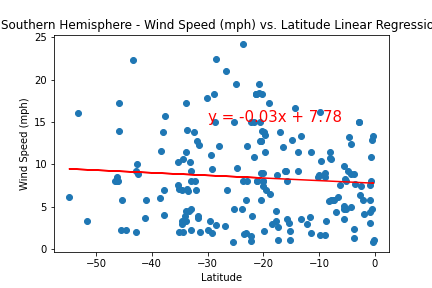 Southern Hemisphere - Wind Speed (mph) vs. Latitude Linear Regressio
25
20
15
10
5
0
Wind Speed (mph)
y = -0.03x + 7.78
−50 −40 −30 −20 −10 0
Latitude